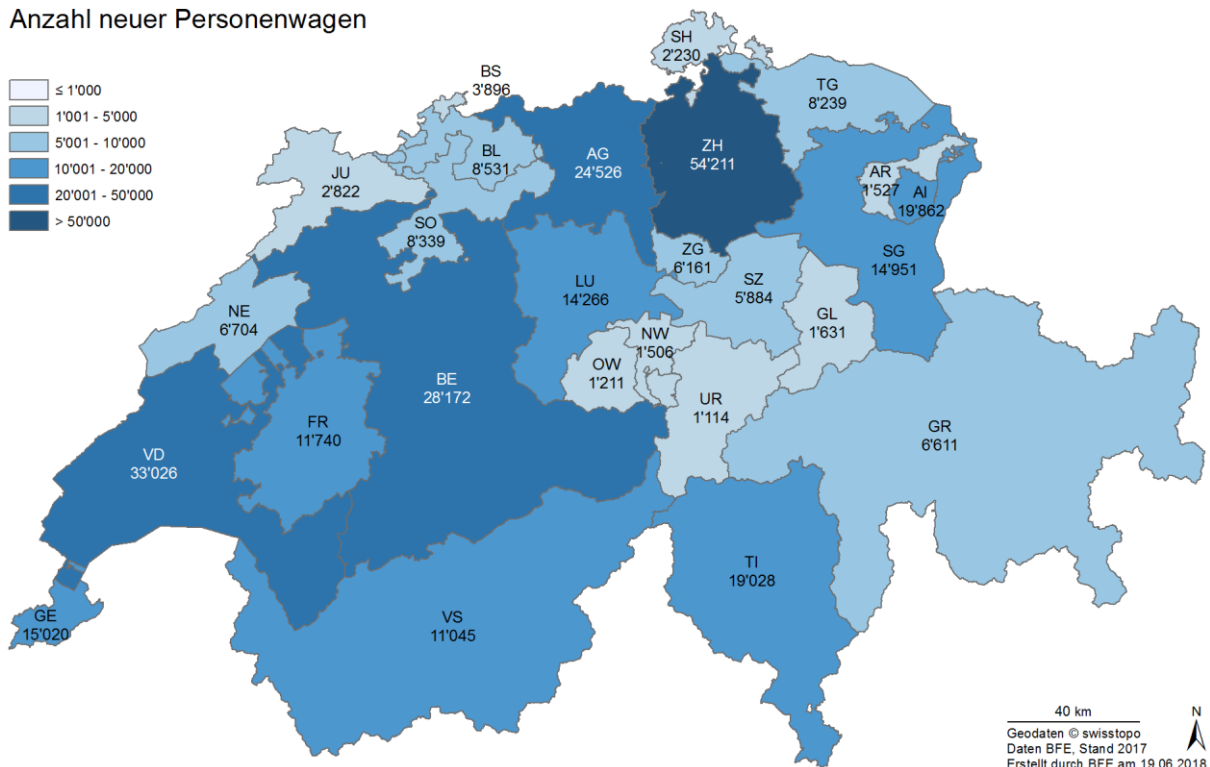 Anzahl neuer Personenwagen
≤ 1'000
1'001 - 5'000
5'001 - 10'000
10'001 - 20'000
20'001 - 50'000
> 50'000
SH
2'230
BS
3'896
TG
8'239
BL
8'531
AG
24'526
ZH
54'211
JU
2'822
AR
1'527
AI
19'862
SO
8'339
ZG
6'161
SG
14'951
LU
14'266
SZ
5'884
NE
6'704
GL
1'631
NW
1'506
OW
1'211
BE
28'172
UR
1'114
FR
11'740
GR
6'611
VD
33'026
TI
19'028
GE
15'020
VS
11'045
40 km
N
Geodaten © swisstopo
Daten BFE, Stand 2017
Erstellt durch BFE am 19.06.2018